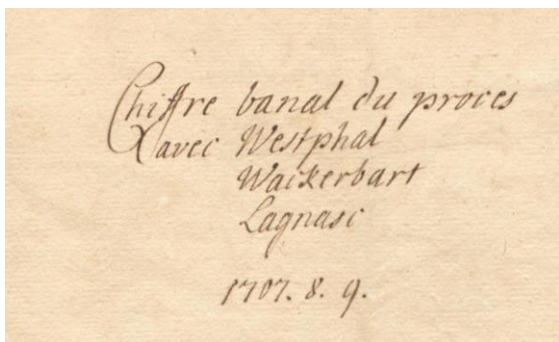 Chiffre banal du proces
avec Westphal
Wackerbart
Lagnasc
1707. 8. 9.